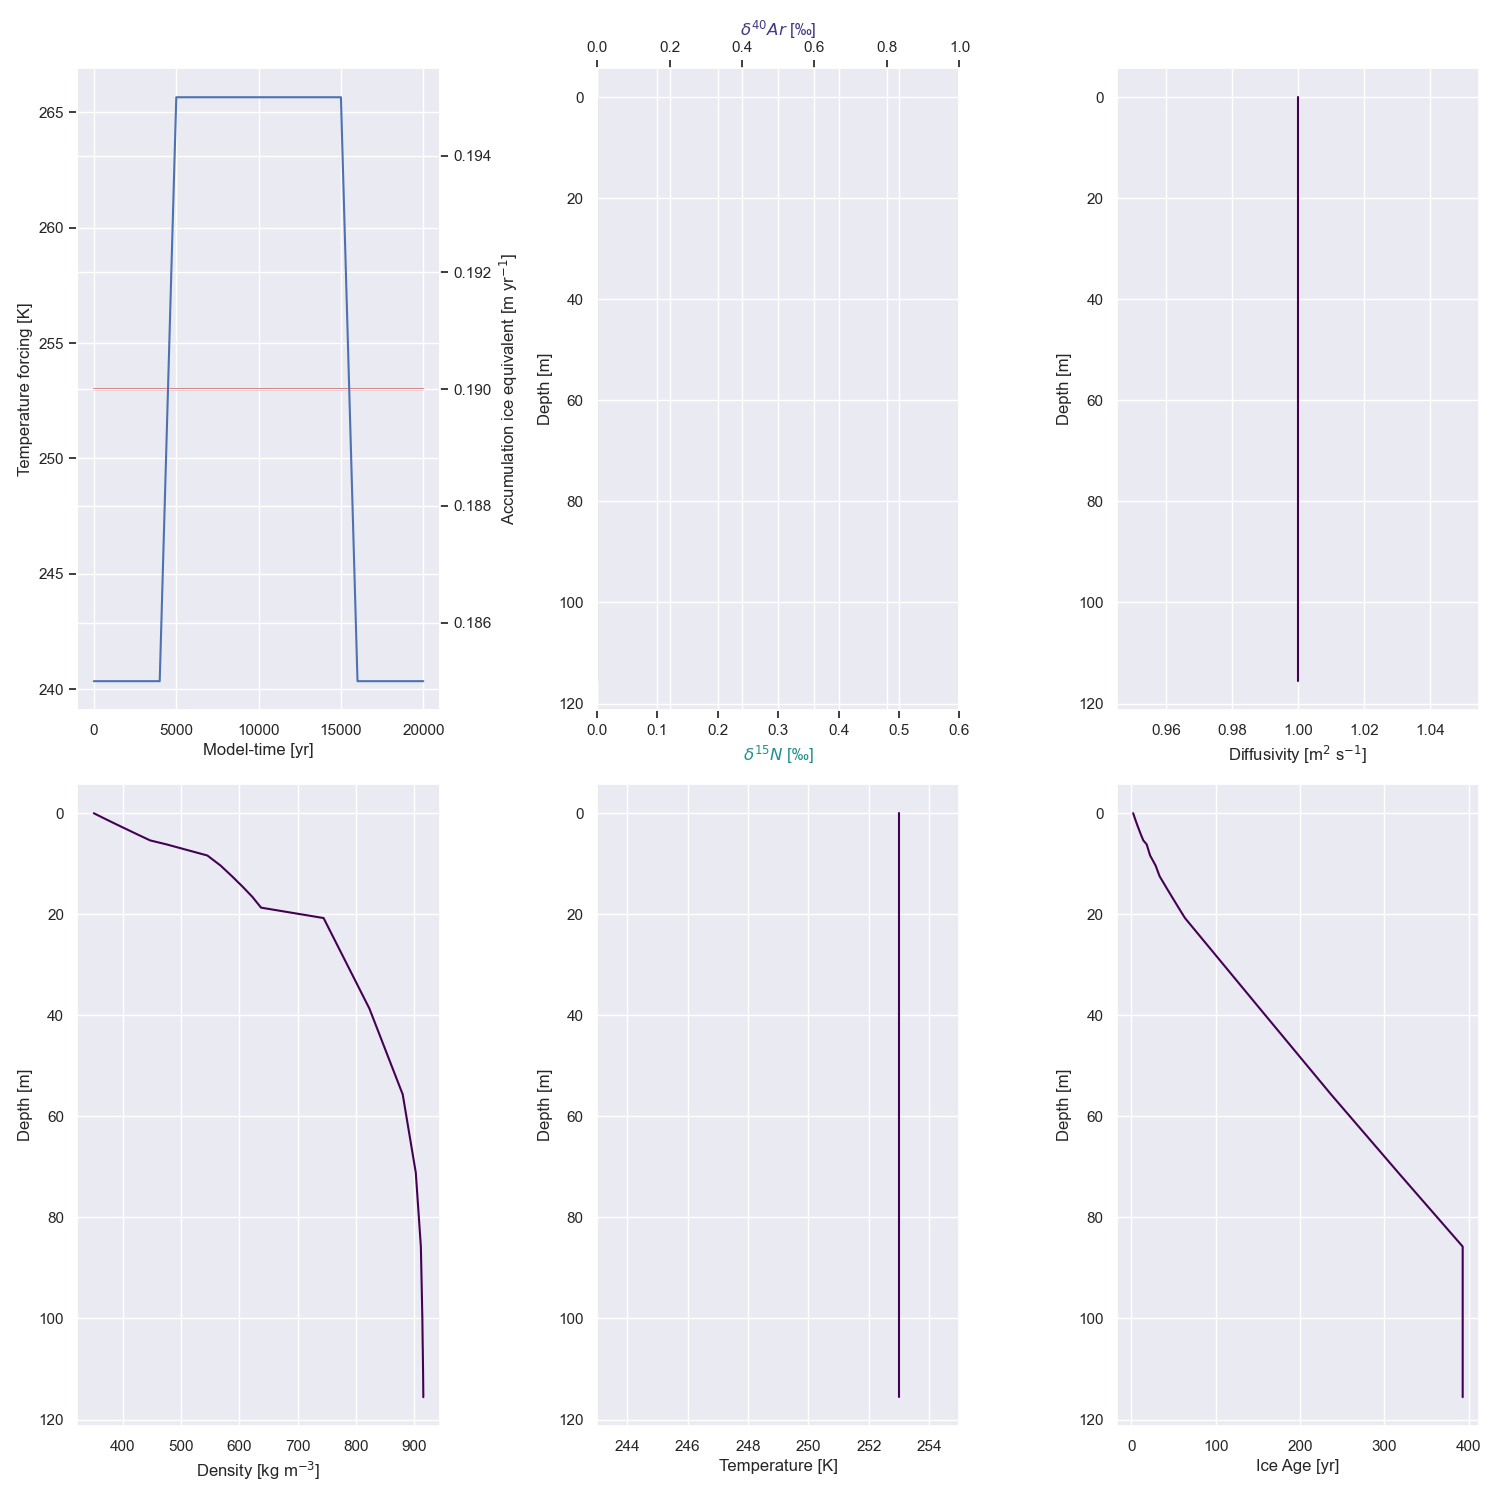 δ⁴⁰Ar [‰]
0.0 0.2 0.4 0.6 0.8 1.0
265
260
255
250
245
240
Temperature forcing [K]
0.194
0.192
0.190
0.188
0.186
Accumulation ice equivalent [m yr⁻¹]
0 5000 10000 15000 20000
Model-time [yr]
0
20
40
60
80
100
120
Depth [m]
0.0 0.1 0.2 0.3 0.4 0.5 0.6
δ¹⁵N [‰]
0
20
40
60
80
100
120
Depth [m]
0.96 0.98 1.00 1.02 1.04
Diffusivity [m² s⁻¹]
0
20
40
60
80
100
120
Depth [m]
400 500 600 700 800 900
Density [kg m⁻³]
0
20
40
60
80
100
120
Depth [m]
244 246 248 250 252 254
Temperature [K]
0
20
40
60
80
100
120
Depth [m]
0 100 200 300 400
Ice Age [yr]